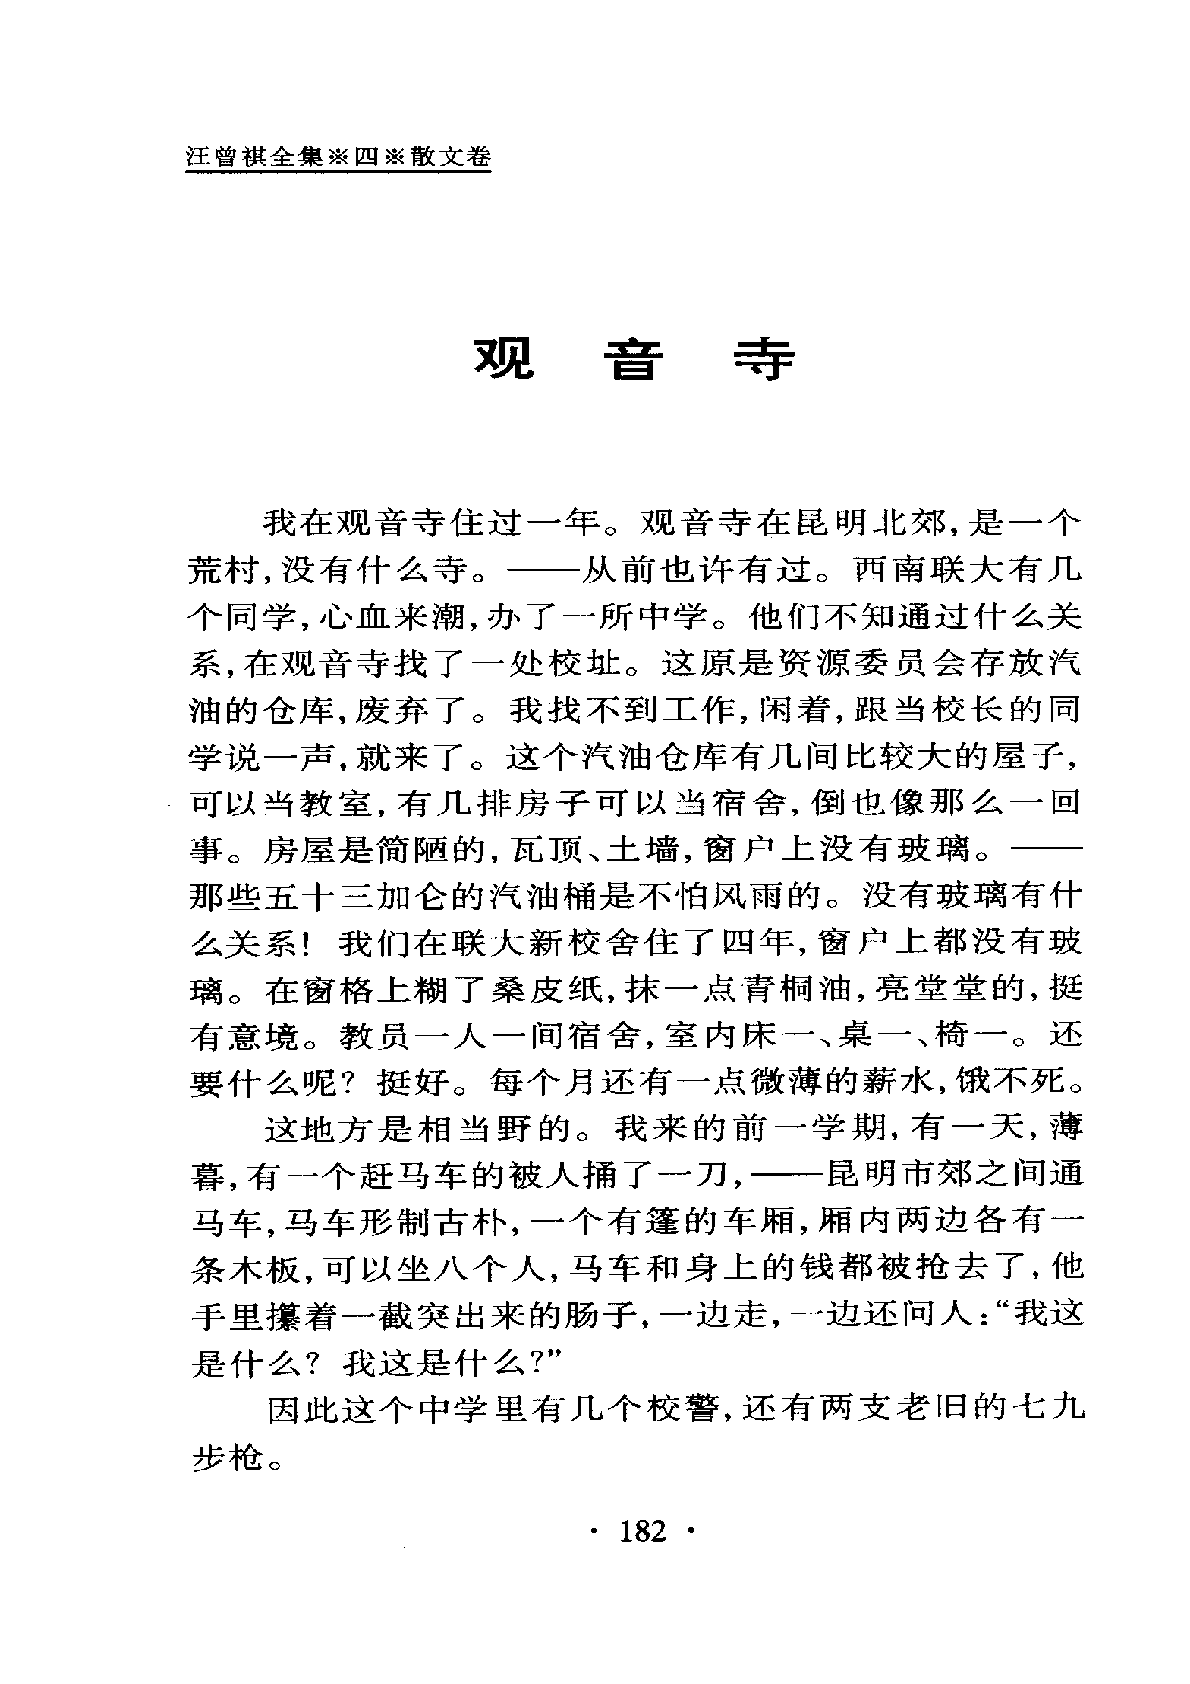 汪曾祺全集※四※散文卷
观音寺
我在观音寺住过一年。观音寺在昆明北郊,是一个
荒村,没有什么寺。——从前也许有过。西南联大有几
个同学,心血来潮,办了一所中学。他们不知通过什么关
系,在观音寺找了一处校址。这原是资源委员会存放汽
油的仓库,废弃了。我找不到工作,闲着,跟当校长的同
学说一声,就来了。这个汽油仓库有几间比较大的屋子,
可以当教室,有几排房子可以当宿舍,倒也像那么一回
事。房屋是简陋的,瓦顶、土墙,窗户上没有玻璃。——
那些五十三加仑的汽油桶是不怕风雨的。没有玻璃有什
么关系!我们在联大新校舍住了四年,窗户上都没有玻
璃。在窗格上糊了桑皮纸,抹一点青桐油,亮堂堂的,挺
有意境。教员一人一间宿舍,室内床一、桌一、椅一。还
要什么呢?挺好。每个月还有一点微薄的薪水,饿不死。
这地方是相当野的。我来的前一学期,有一天,薄
暮,有一个赶马车的被人捅了一刀,——昆明市郊之间通
马车,马车形制古朴,一个有篷的车厢,厢内两边各有一
条木板,可以坐八个人,马车和身上的钱都被抢去了,他
手里攥着一截突出来的肠子,一边走,一边还问人:“我这
是什么?我这是什么?”
因此这个中学里有几个校警,还有两支老旧的七九
步枪。
· 182 ·